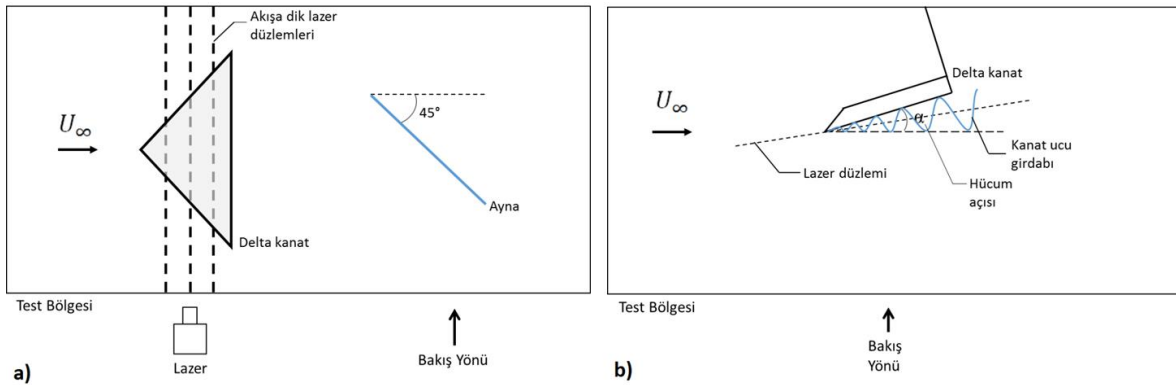 Akışa dik lazer
düzlemleri
U∞
45°
Ayna
Delta kanat
Test Bölgesi
Lazer
Bakış Yönü
a)
Delta kanat
U∞
α
Kanat ucu
girdabı
Lazer düzlemi
Hücum
açısı
Test Bölgesi
Bakış
Yönü
b)